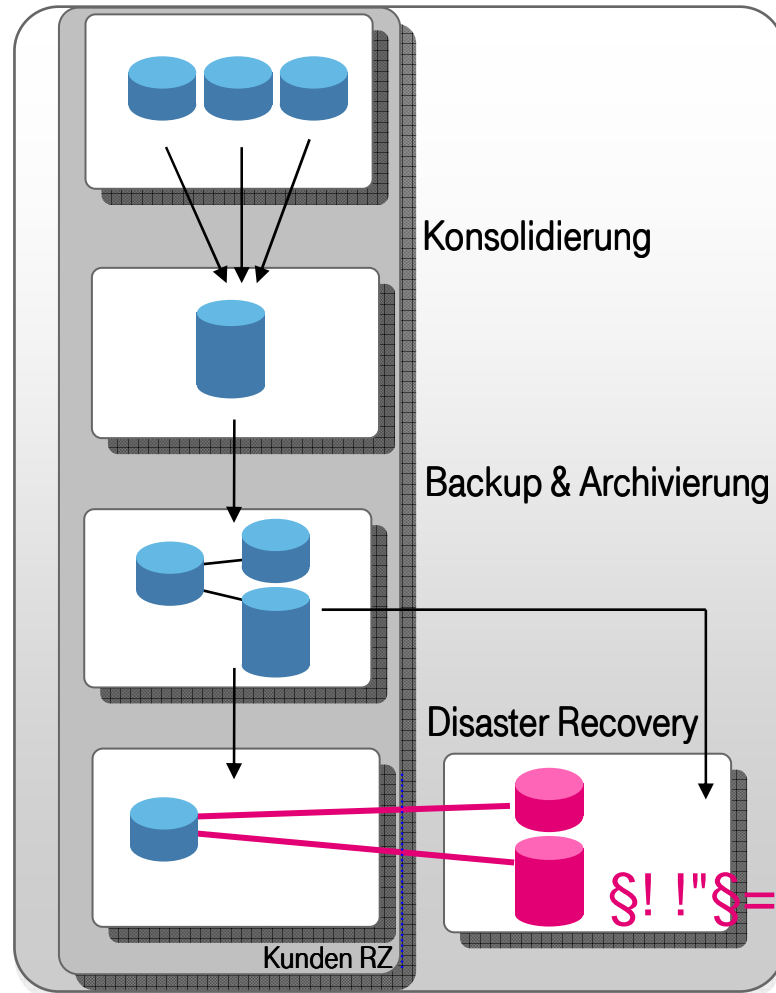 Konsolidierung
Backup & Archivierung
Disaster Recovery
§! !"§=
Kunden RZ